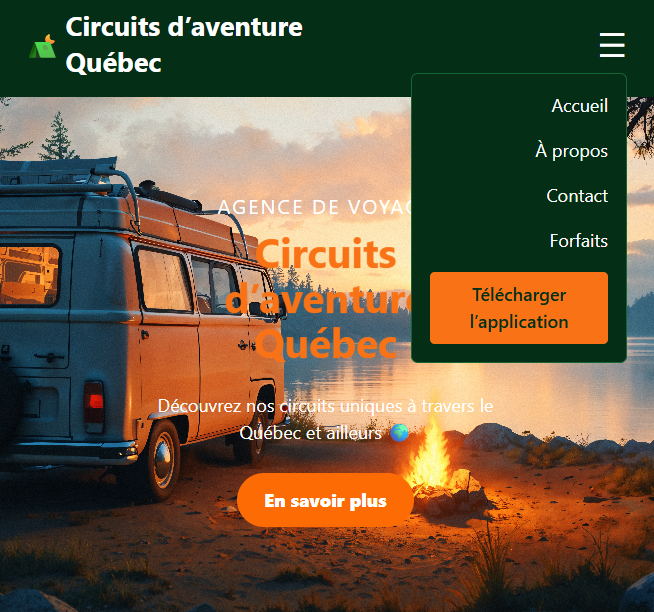 Circuits d’aventure
Québec
☰
Accueil
À propos
Contact
Forfaits
Télécharger
l’application
AGENCE DE VOYAG
Circuits
d’aventure
Québec
Découvrez nos circuits uniques à travers le
Québec et ailleurs 🌍
En savoir plus